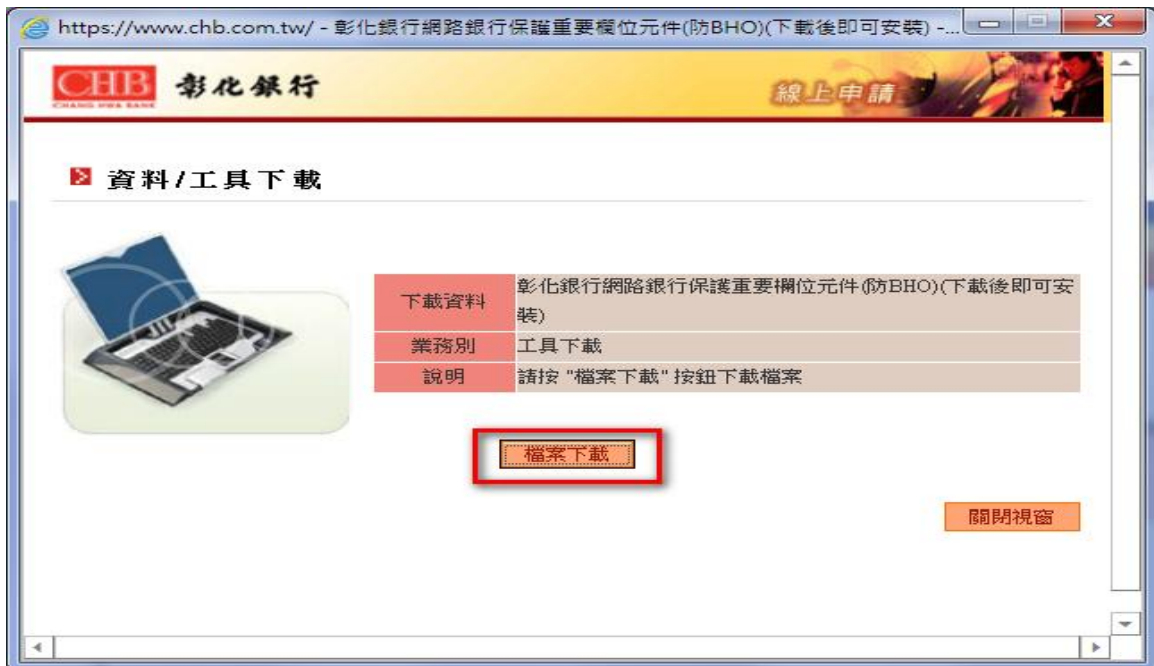 https://www.chb.com.tw/ - 彰化銀行網路銀行保護重要欄位元件(防BHO)(下載後即可安裝) -...
CHB 彰化銀行
CHANG HWA BANK
線上申請
資料/工具下載
下載資料 彰化銀行網路銀行保護重要欄位元件(防BHO)(下載後即可安
裝)
業務別 工具下載
說明 請按 "檔案下載" 按鈕下載檔案
檔案下載
關閉視窗